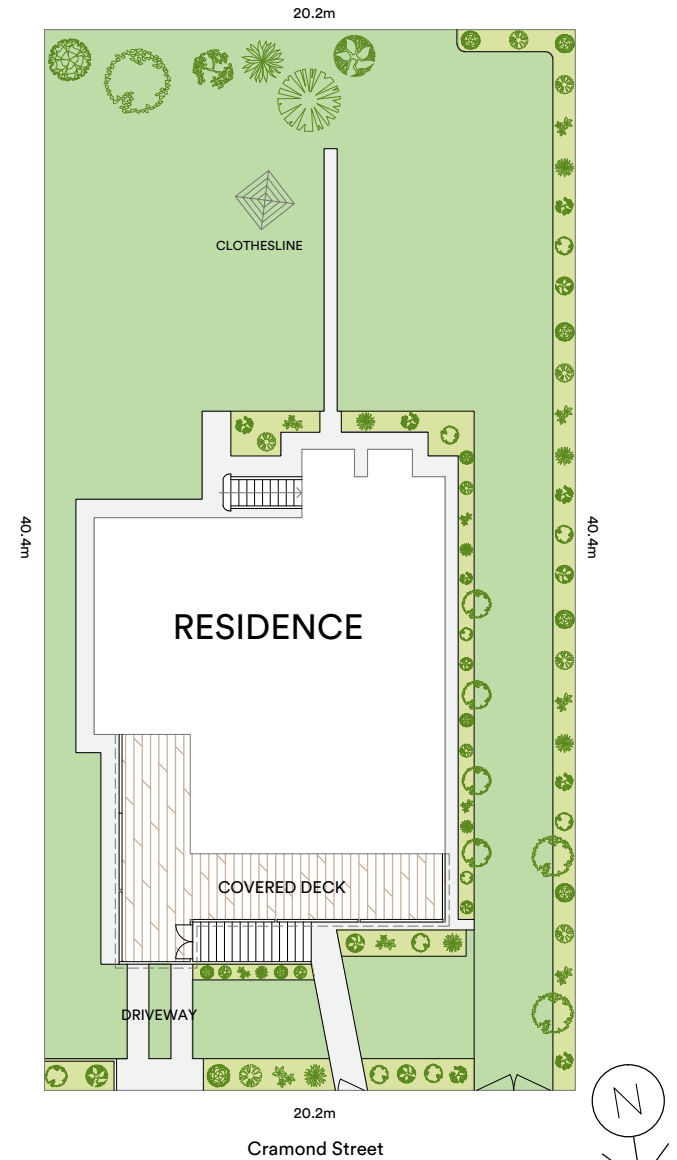 20.2m
CLOTHESLINE
40.4m
40.4m
RESIDENCE
COVERED DECK
DRIVEWAY
20.2m
N
Cramond Street